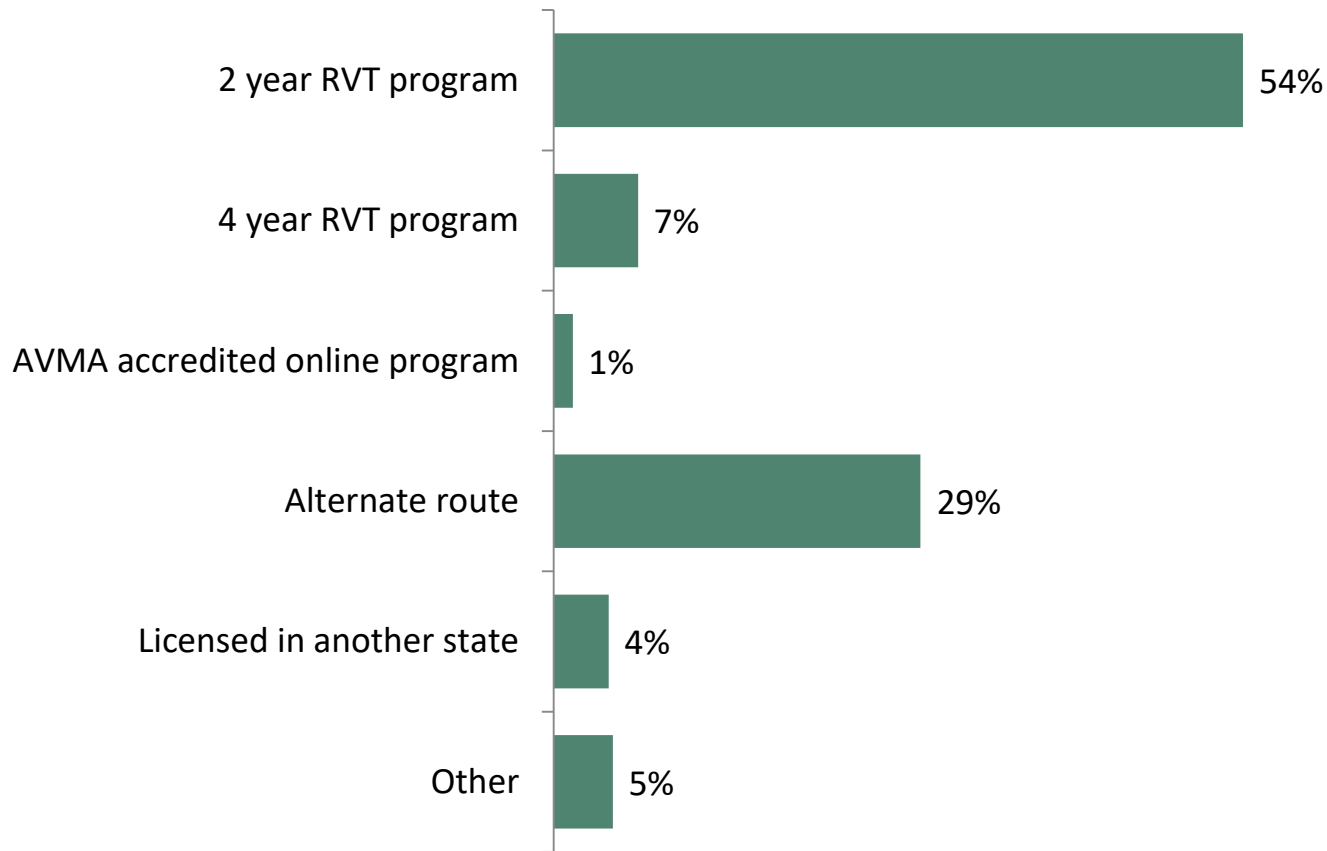 2 year RVT program
54%
4 year RVT program
7%
AVMA accredited online program
1%
Alternate route
29%
Licensed in another state
4%
Other
5%